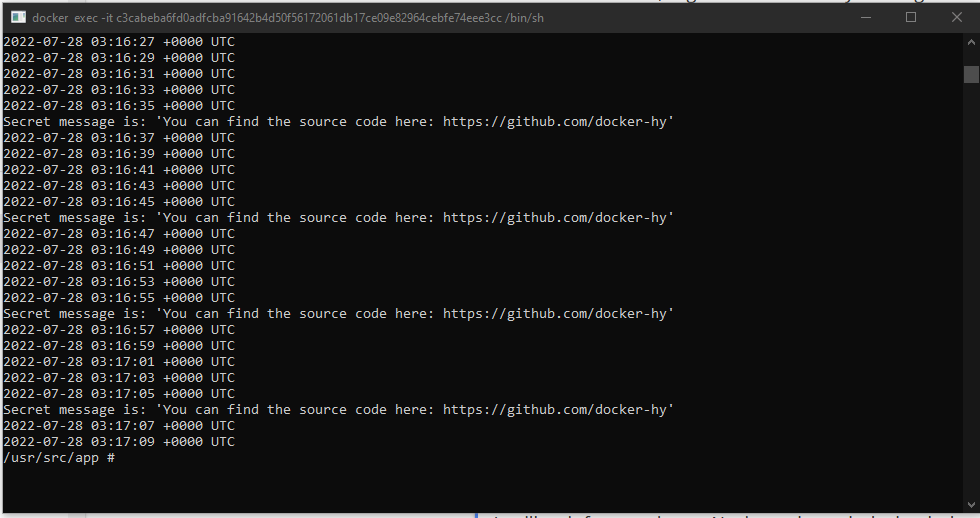 docker exec -it c3cabeba6fd0adfcba91642b4d50f56172061db17ce09e82964cebfe74eee3cc /bin/sh
2022-07-28 03:16:27 +0000 UTC
2022-07-28 03:16:29 +0000 UTC
2022-07-28 03:16:31 +0000 UTC
2022-07-28 03:16:33 +0000 UTC
2022-07-28 03:16:35 +0000 UTC
Secret message is: 'You can find the source code here: https://github.com/docker-hy'
2022-07-28 03:16:37 +0000 UTC
2022-07-28 03:16:39 +0000 UTC
2022-07-28 03:16:41 +0000 UTC
2022-07-28 03:16:43 +0000 UTC
2022-07-28 03:16:45 +0000 UTC
Secret message is: 'You can find the source code here: https://github.com/docker-hy'
2022-07-28 03:16:47 +0000 UTC
2022-07-28 03:16:49 +0000 UTC
2022-07-28 03:16:51 +0000 UTC
2022-07-28 03:16:53 +0000 UTC
2022-07-28 03:16:55 +0000 UTC
Secret message is: 'You can find the source code here: https://github.com/docker-hy'
2022-07-28 03:16:57 +0000 UTC
2022-07-28 03:16:59 +0000 UTC
2022-07-28 03:17:01 +0000 UTC
2022-07-28 03:17:03 +0000 UTC
2022-07-28 03:17:05 +0000 UTC
Secret message is: 'You can find the source code here: https://github.com/docker-hy'
2022-07-28 03:17:07 +0000 UTC
2022-07-28 03:17:09 +0000 UTC
/usr/src/app #